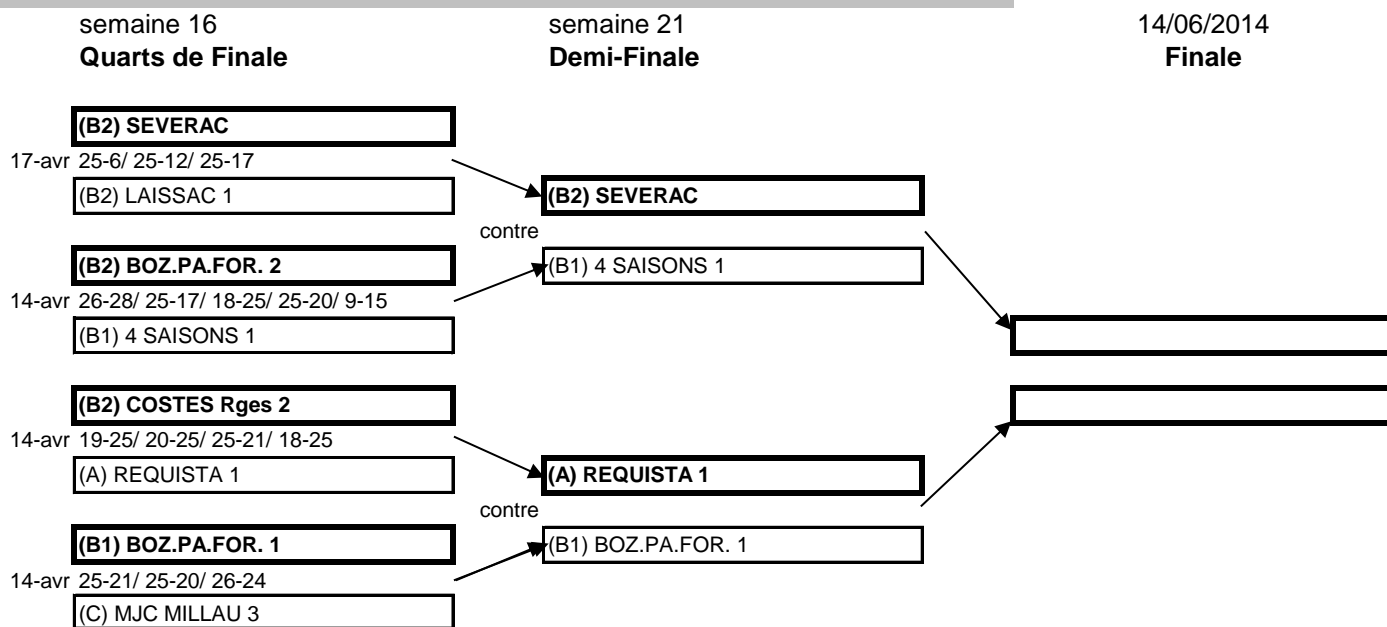 semaine 16 semaine 21 14/06/2014
Quarts de Finale Demi-Finale Finale
(B2) SEVERAC
17-avr 25-6/ 25-12/ 25-17
(B2) LAISSAC 1 (B2) SEVERAC
contre
(B2) BOZ.PA.FOR. 2 (B1) 4 SAISONS 1
14-avr 26-28/ 25-17/ 18-25/ 25-20/ 9-15
(B1) 4 SAISONS 1
(B2) COSTES Rges 2
14-avr 19-25/ 20-25/ 25-21/ 18-25
(A) REQUISTA 1 (A) REQUISTA 1
contre
(B1) BOZ.PA.FOR. 1 (B1) BOZ.PA.FOR. 1
14-avr 25-21/ 25-20/ 26-24
(C) MJC MILLAU 3